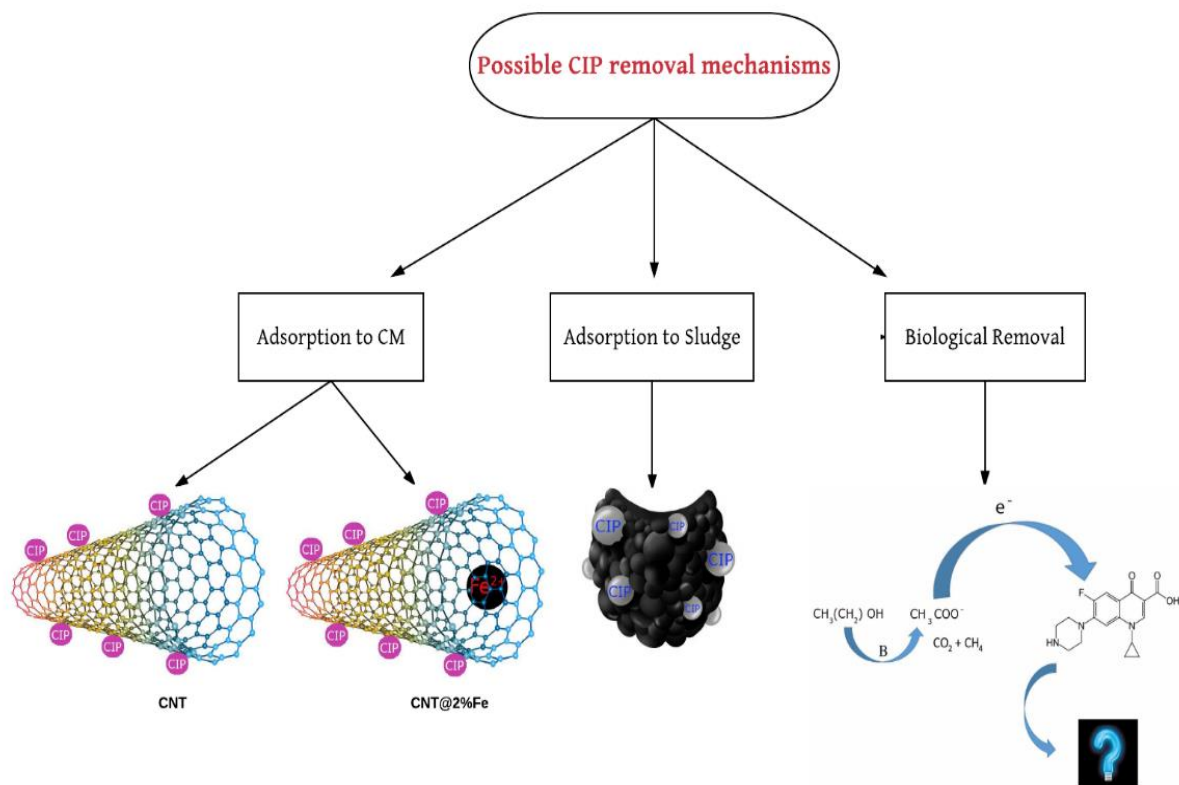 Possible CIP removal mechanisms
Adsorption to CM
Adsorption to Sludge
Biological Removal
CIP
CIP
CIP
CIP
CIP
CIP
CIP
CNT
CIP
CIP
CIP
Fe²⁺
CIP
CIP
CIP
CNT@2%Fe
CIP
CIP
CIP
CIP
CIP
e⁻
CH₃(CH₂) OH
B
CH₃ COO⁻
CO₂ + CH₄
F
O
O
OH
N
N
HN
?